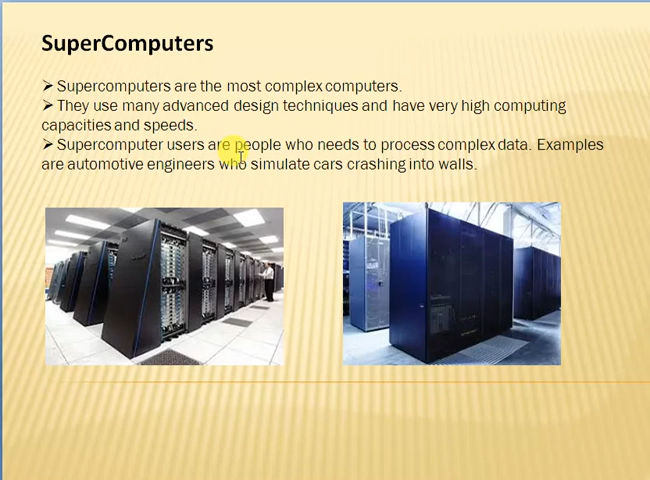 SuperComputers
➢ Supercomputers are the most complex computers.
➢ They use many advanced design techniques and have very high computing
capacities and speeds.
➢ Supercomputer users are people who needs to process complex data. Examples
are automotive engineers who simulate cars crashing into walls.